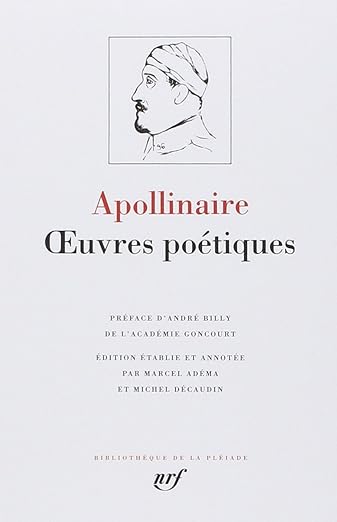 Apollinaire
Œuvres poétiques
PRÉFACE D'ANDRÉ BILLY
DE L'ACADÉMIE GONCOURT
ÉDITION ÉTABLIE ET ANNOTÉE
PAR MARCEL ADÉMA
ET MICHEL DÉCAUDIN
BIBLIOTHÈQUE DE LA PLÉIADE
nrf